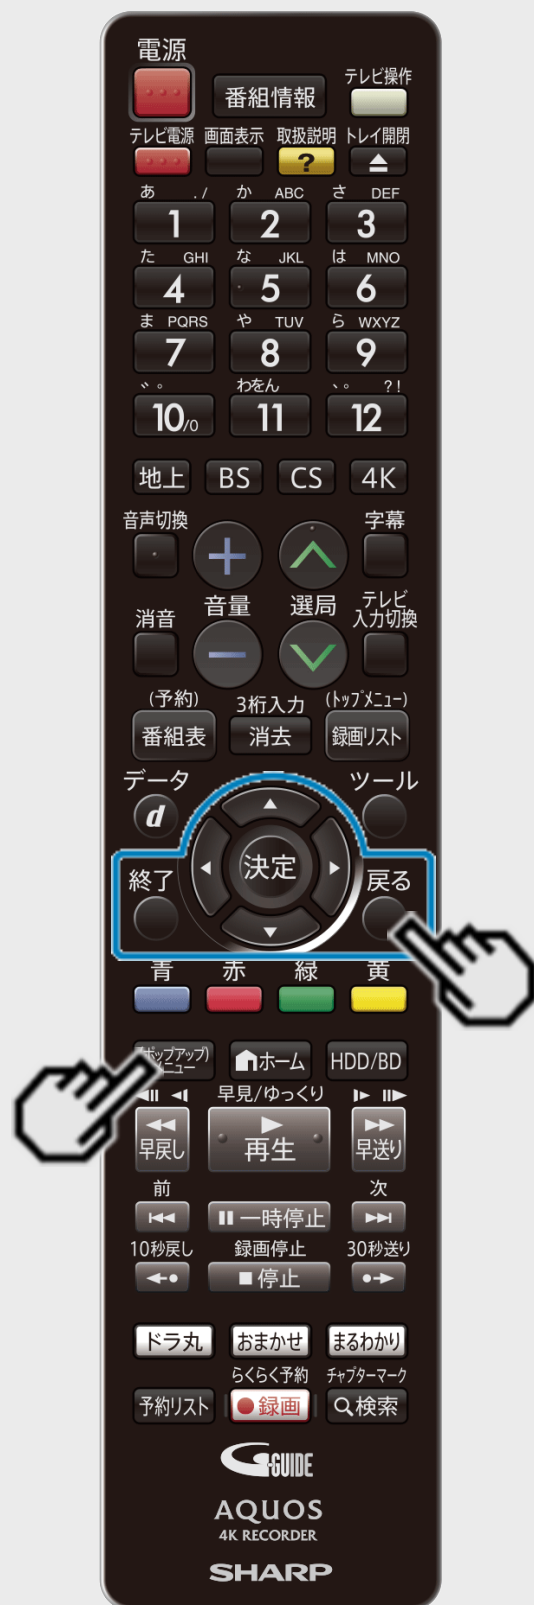 電源
番組情報
テレビ操作
テレビ電源 画面表示 取扱説明 トレイ開閉
?
あ ./ か ABC さ DEF
1 2 3
た GHI な JKL は MNO
4 5 6
ま PQRS や TUV ら WXYZ
7 8 9
゛゜ わをん 、。 ?!
10/0 11 12
地上 BS CS 4K
音声切換 字幕
+
音量 選局
消音 テレビ
入力切換
−
(予約) 3桁入力 (トップメニュー)
番組表 消去 録画リスト
データ ツール
d
終了 決定 戻る
青 赤 緑 黄
ポップアップ)
ニュー
ホーム HDD/BD
早見/ゆっくり
早戻し 再生 早送り
前 次
一時停止
10秒戻し 録画停止 30秒送り
停止
ドラ丸 おまかせ まるわかり
らくらく予約 チャプターマーク
予約リスト 録画 検索
G-GUIDE
AQUOS
4K RECORDER
SHARP